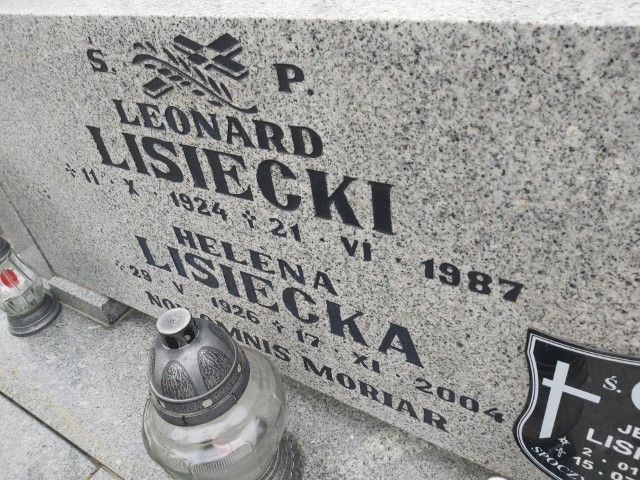 Ś. P.
LEONARD
LISIECKI
11 · X · 1924 21 · VI · 1987
HELENA
LISIECKA
29 · V · 1926 17 · XI · 2004
NON OMNIS MORIAR
Ś.